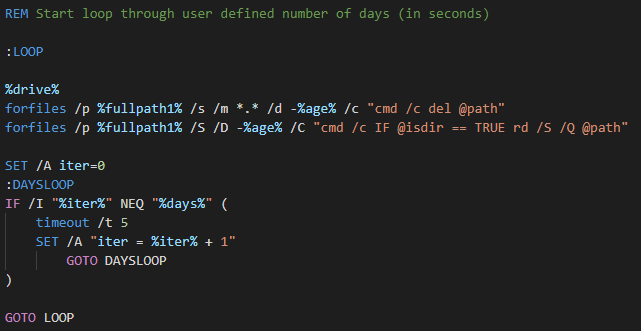 REM Start loop through user defined number of days (in seconds)
:LOOP
%drive%
forfiles /p %fullpath1% /s /m *.* /d -%age% /c "cmd /c del @path"
forfiles /p %fullpath1% /S /D -%age% /C "cmd /c IF @isdir == TRUE rd /S /Q @path"
SET /A iter=0
:DAYSLOOP
IF /I "%iter%" NEQ "%days%" (
timeout /t 5
SET /A "iter = %iter% + 1"
GOTO DAYSLOOP
)
GOTO LOOP